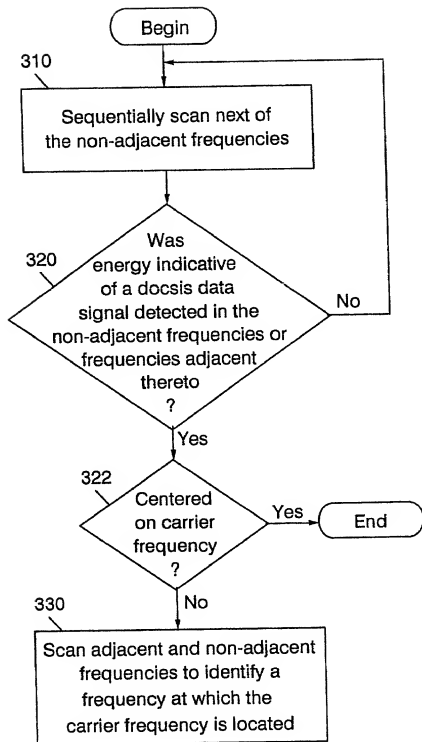 Begin
310
Sequentially scan next of
the non-adjacent frequencies
320
Was
energy indicative
of a docsis data
signal detected in the
non-adjacent frequencies or
frequencies adjacent
thereto
?
No
Yes
322
Centered
on carrier
frequency
?
Yes
End
No
330
Scan adjacent and non-adjacent
frequencies to identify a
frequency at which the
carrier frequency is located